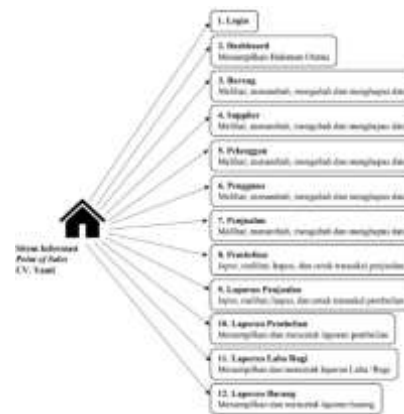 1. Login
2. Dashboard
Menampilkan Halaman Utama
3. Barang
Melihat, menambah, mengubah dan menghapus data
4. Supplier
Melihat, menambah, mengubah dan menghapus data
5. Pelanggan
Melihat, menambah, mengubah dan menghapus data
6. Pengguna
Melihat, menambah, mengubah dan menghapus data
7. Penjualan
Melihat, menambah, mengubah dan menghapus data
8. Pembelian
Input, melihat, hapus, dan cetak transaksi penjualan
9. Laporan Penjualan
Input, melihat, hapus, dan cetak transaksi pembelian
10. Laporan Pembelian
Menampilkan dan mencetak laporan pembelian
11. Laporan Laba Rugi
Menampilkan dan mencetak laporan Laba / Rugi
12. Laporan Barang
Menampilkan dan mencetak laporan barang
Sistem Informasi
Point of Sales
CV.